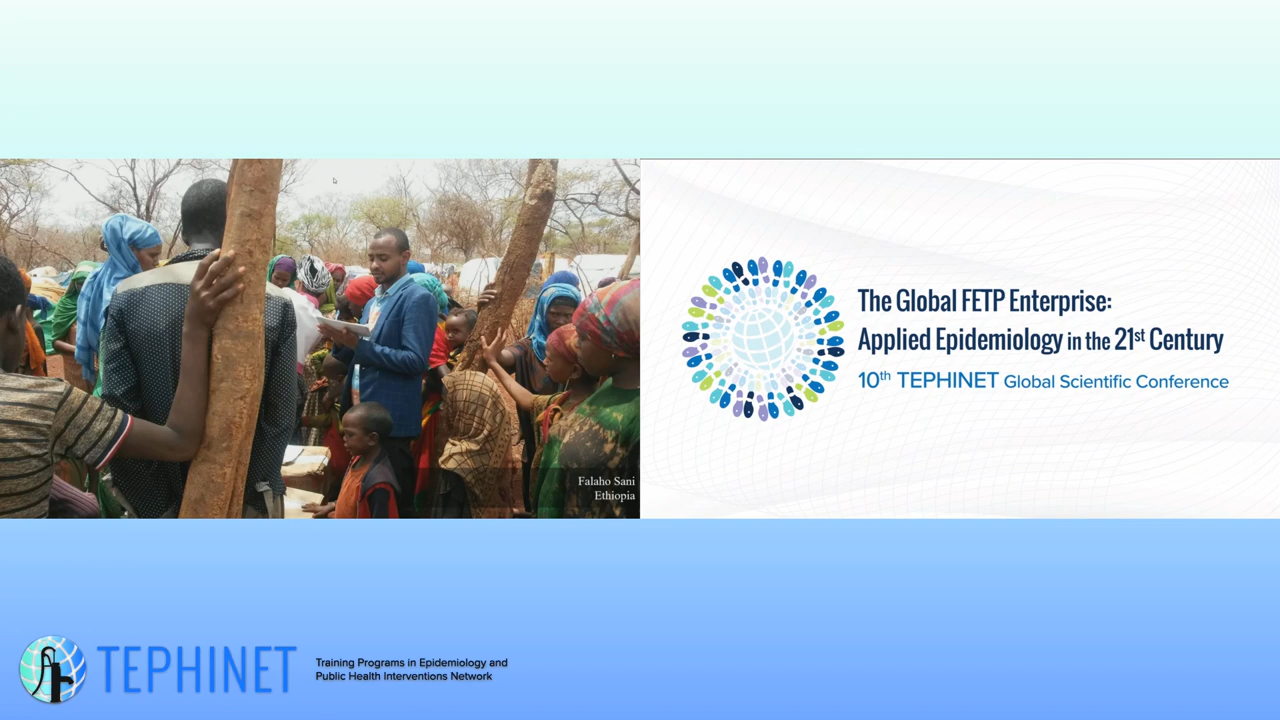 Falaho Sani
Ethiopia
The Global FETP Enterprise:
Applied Epidemiology in the 21st Century
10th TEPHINET Global Scientific Conference
TEPHINET
Training Programs in Epidemiology and
Public Health Interventions Network